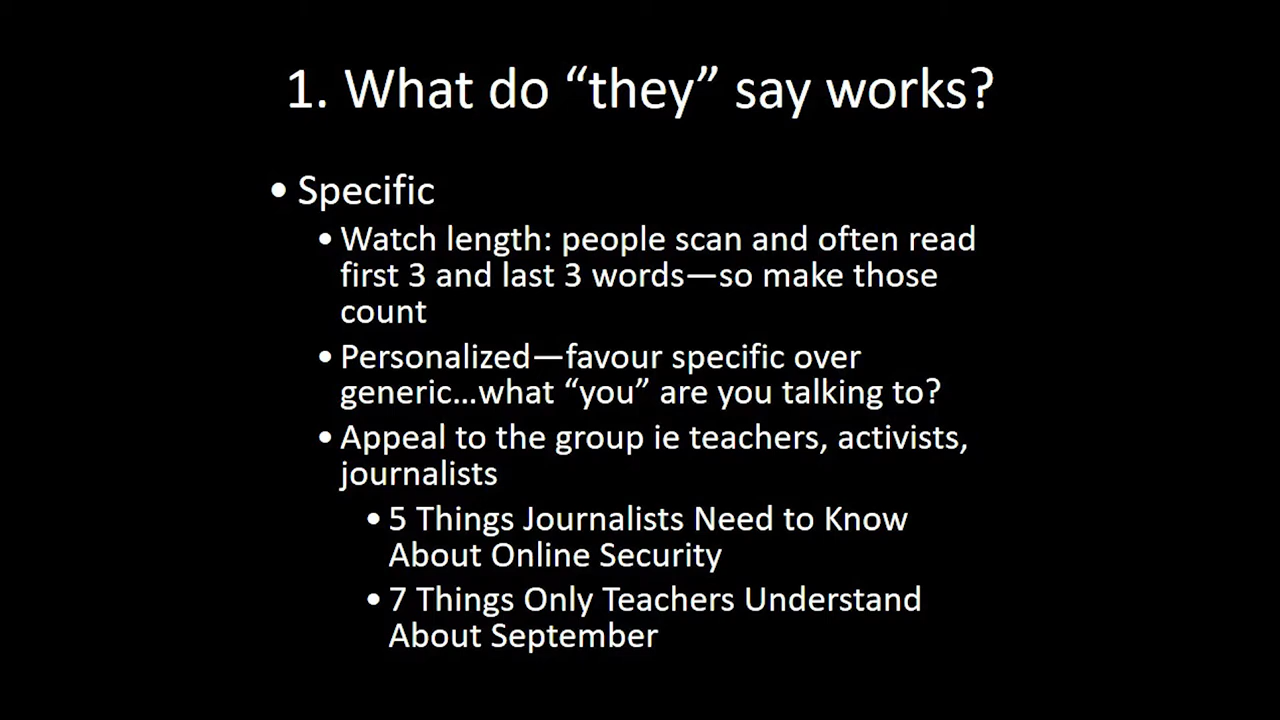 1. What do “they” say works?
• Specific
• Watch length: people scan and often read
first 3 and last 3 words—so make those
count
• Personalized—favour specific over
generic…what “you” are you talking to?
• Appeal to the group ie teachers, activists,
journalists
• 5 Things Journalists Need to Know
About Online Security
• 7 Things Only Teachers Understand
About September